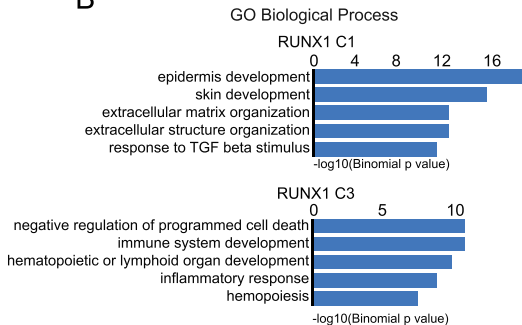 B
GO Biological Process
RUNX1 C1
0 4 8 12 16
epidermis development
skin development
extracellular matrix organization
extracellular structure organization
response to TGF beta stimulus
-log10(Binomial p value)
RUNX1 C3
0 5 10
negative regulation of programmed cell death
immune system development
hematopoietic or lymphoid organ development
inflammatory response
hemopoiesis
-log10(Binomial p value)